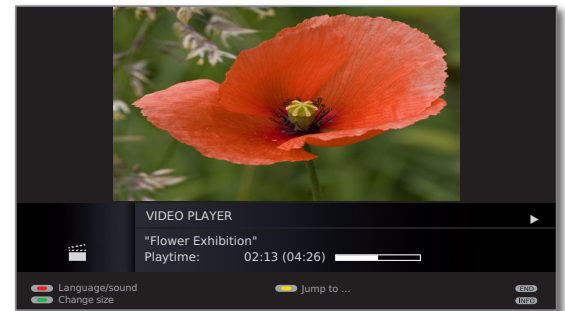 VIDEO PLAYER
"Flower Exhibition"
Playtime: 02:13 (04:26)
Language/sound Jump to ... END
Change size INFO